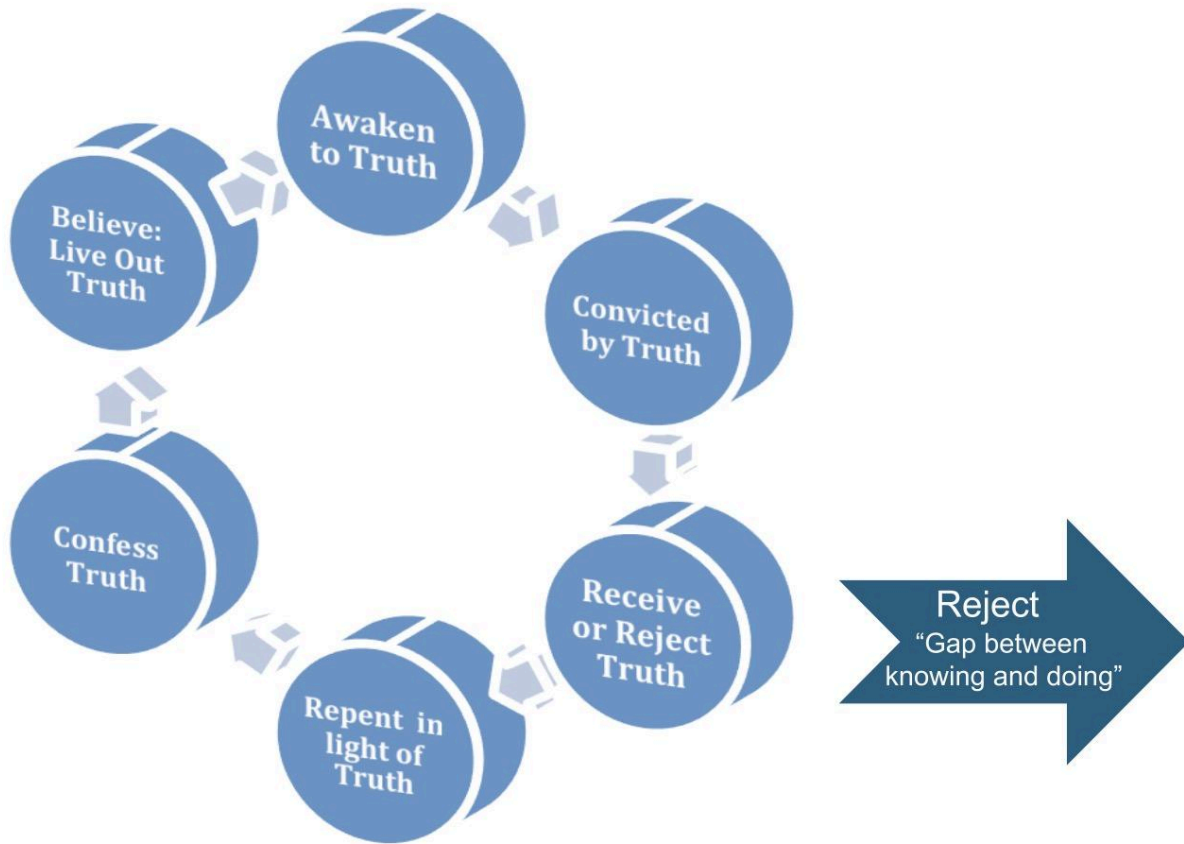 Awaken
to Truth
Convicted
by Truth
Receive
or Reject
Truth
Repent in
light of
Truth
Confess
Truth
Believe:
Live Out
Truth
Reject
“Gap between
knowing and doing”